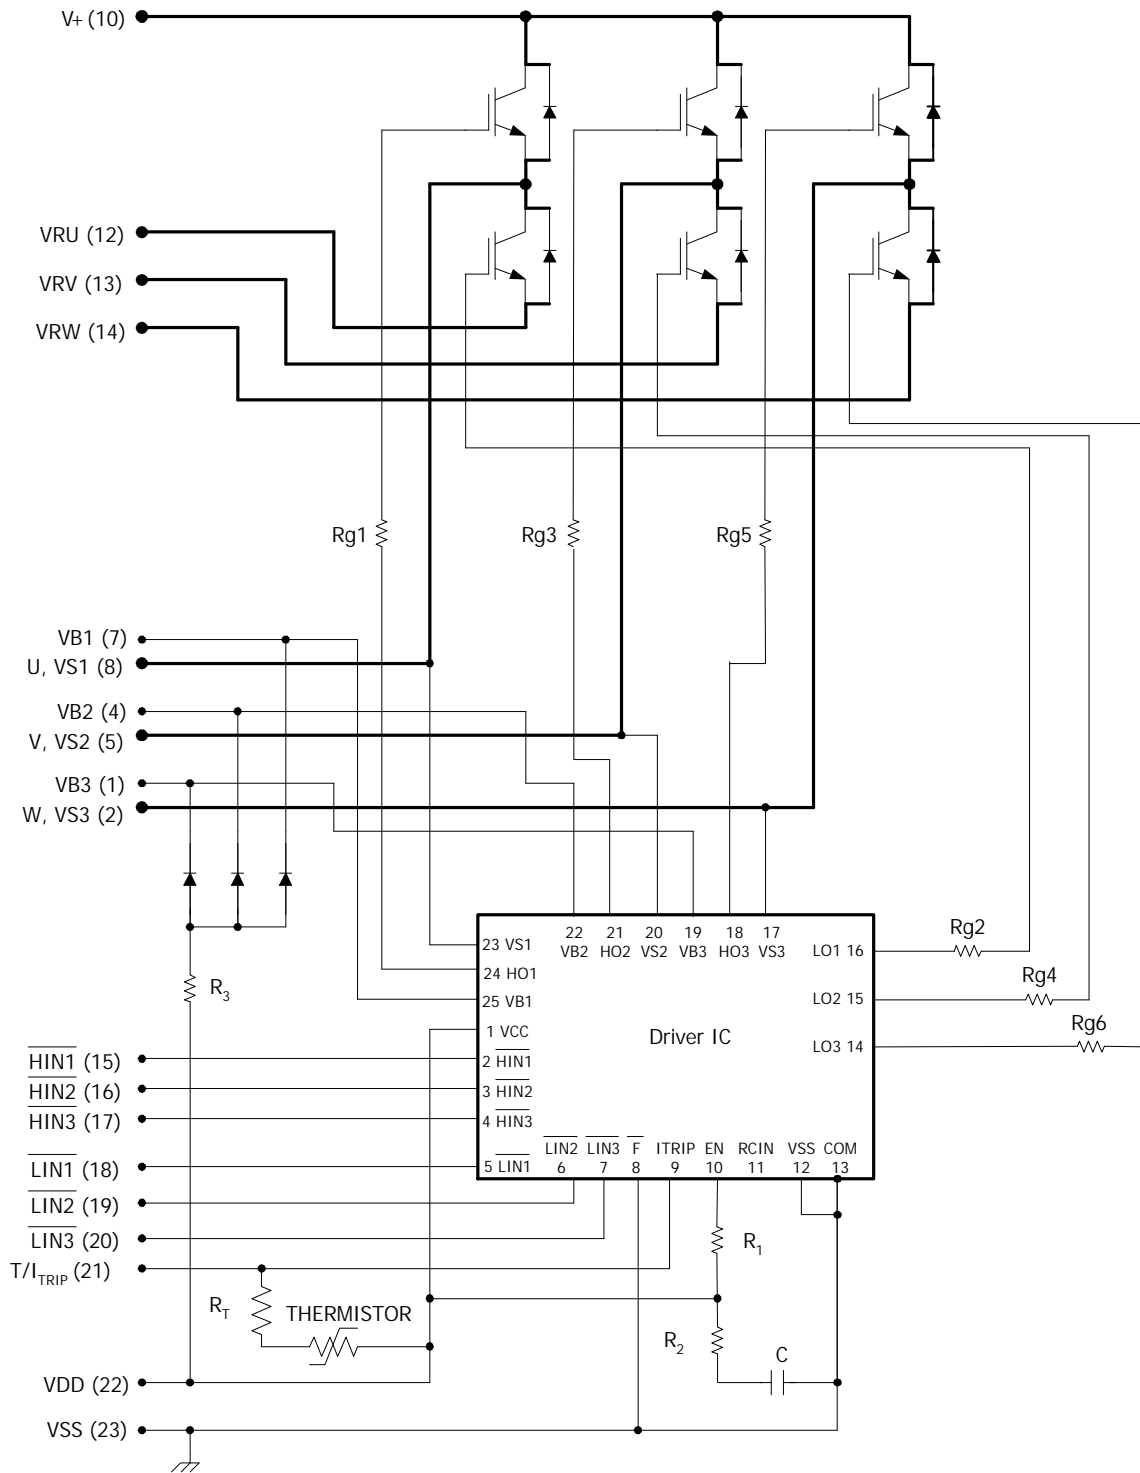 V+ (10)
VRU (12)
VRV (13)
VRW (14)
Rg1
Rg3
Rg5
VB1 (7)
U, VS1 (8)
VB2 (4)
V, VS2 (5)
VB3 (1)
W, VS3 (2)
22 21 20 19 18 17
VB2 HO2 VS2 VB3 HO3 VS3
23 VS1
24 HO1
25 VB1
1 VCC
2 HIN1
3 HIN2
4 HIN3
5 LIN1
Driver IC
LO1 16
LO2 15
LO3 14
Rg2
Rg4
Rg6
R3
HIN1 (15)
HIN2 (16)
HIN3 (17)
LIN1 (18)
LIN2 (19)
LIN3 (20)
LIN2 LIN3 F ITRIP EN RCIN VSS COM
6 7 8 9 10 11 12 13
T/ITRIP (21)
RT
THERMISTOR
R1
R2
C
VDD (22)
VSS (23)